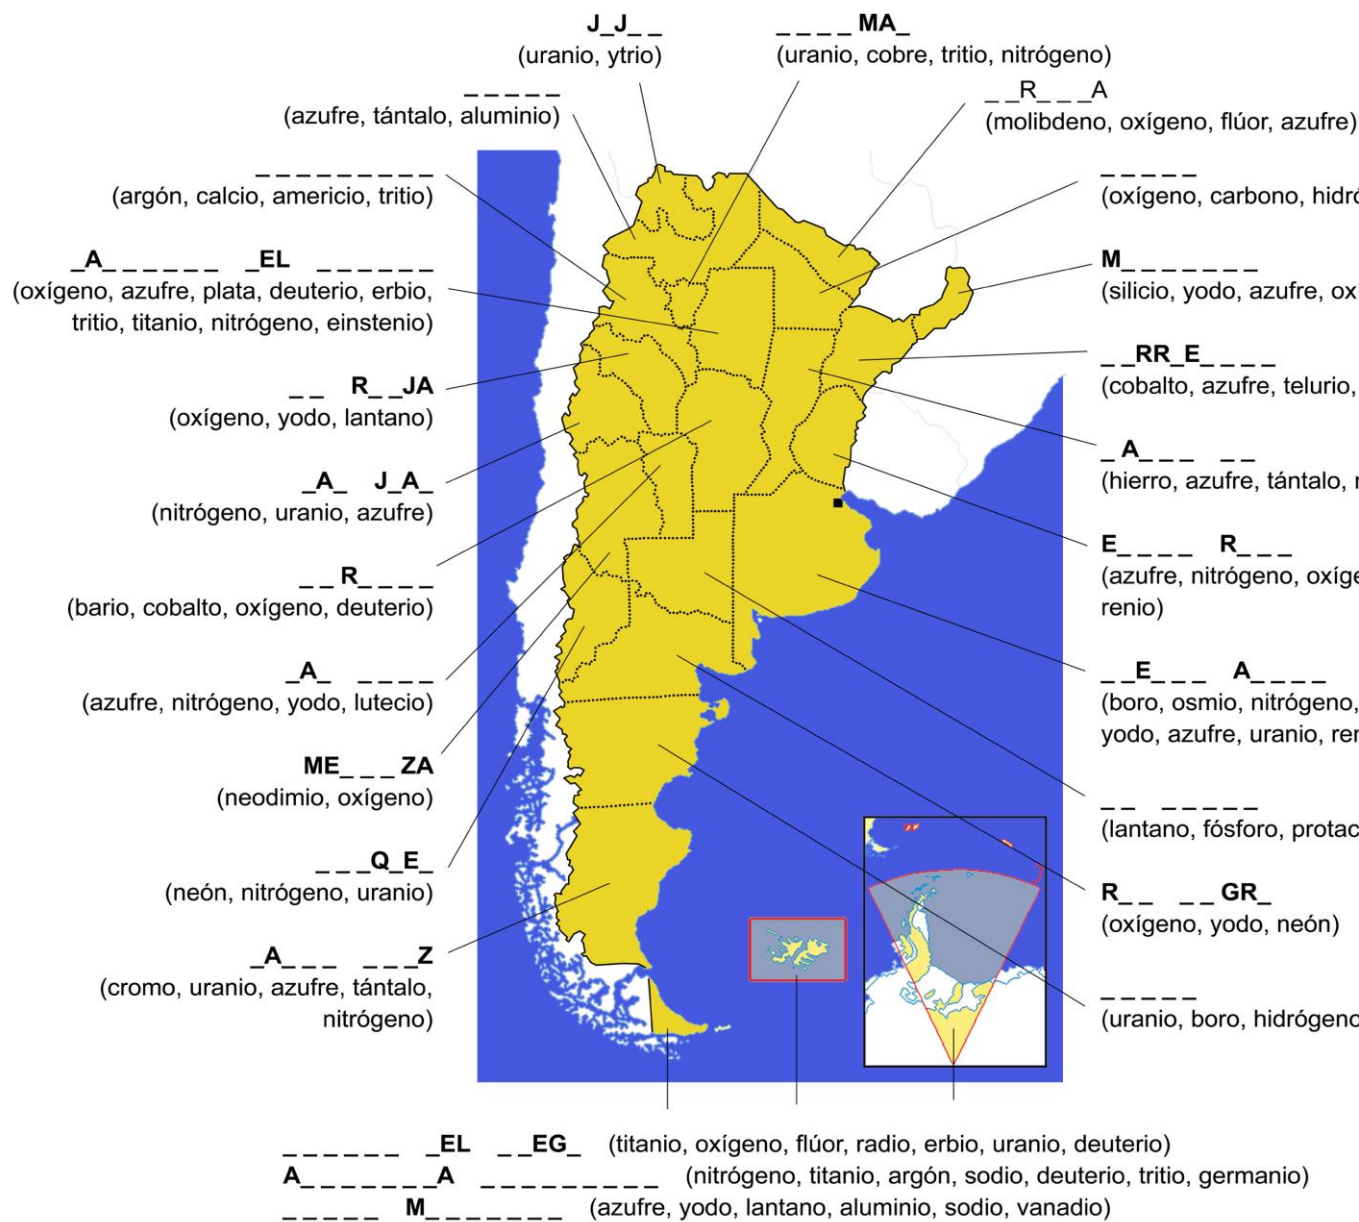 J_J_ _
(uranio, ytrio)
_ _ _ _ MA_
(uranio, cobre, tritio, nitrógeno)
_ _ _ _ _
(azufre, tántalo, aluminio)
_ _R_ _ _A
(molibdeno, oxígeno, flúor, azufre)
_ _ _ _ _ _ _ _ _
(argón, calcio, americio, tritio)
_ _ _ _ _
(oxígeno, carbono, hidró
_A_ _ _ _ _ _ _EL _ _ _ _ _ _
(oxígeno, azufre, plata, deuterio, erbio,
tritio, titanio, nitrógeno, einstenio)
M_ _ _ _ _ _ _
(silicio, yodo, azufre, ox
_ _ R_ _JA
(oxígeno, yodo, lantano)
_ _RR_E_ _ _ _
(cobalto, azufre, telurio,
_A_ J_A_
(nitrógeno, uranio, azufre)
_ A_ _ _ _ _
(hierro, azufre, tántalo, n
_ _ R_ _ _ _
(bario, cobalto, oxígeno, deuterio)
E_ _ _ _ R_ _ _
(azufre, nitrógeno, oxíge
renio)
_A_ _ _ _ _
(azufre, nitrógeno, yodo, lutecio)
_ _E_ _ _ A_ _ _ _
(boro, osmio, nitrógeno,
yodo, azufre, uranio, ren
ME_ _ _ ZA
(neodimio, oxígeno)
_ _ _ _ _ _ _
(lantano, fósforo, protac
_ _ _Q_E_
(neón, nitrógeno, uranio)
R_ _ _ _ GR_
(oxígeno, yodo, neón)
_A_ _ _ _ _ _Z
(cromo, uranio, azufre, tántalo,
nitrógeno)
_ _ _ _ _
(uranio, boro, hidrógeno
_ _ _ _ _ _ _EL _ _EG_ (titanio, oxígeno, flúor, radio, erbio, uranio, deuterio)
A_ _ _ _ _ _ _A _ _ _ _ _ _ _ _ _ (nitrógeno, titanio, argón, sodio, deuterio, tritio, germanio)
_ _ _ _ _ M_ _ _ _ _ _ _ (azufre, yodo, lantano, aluminio, sodio, vanadio)